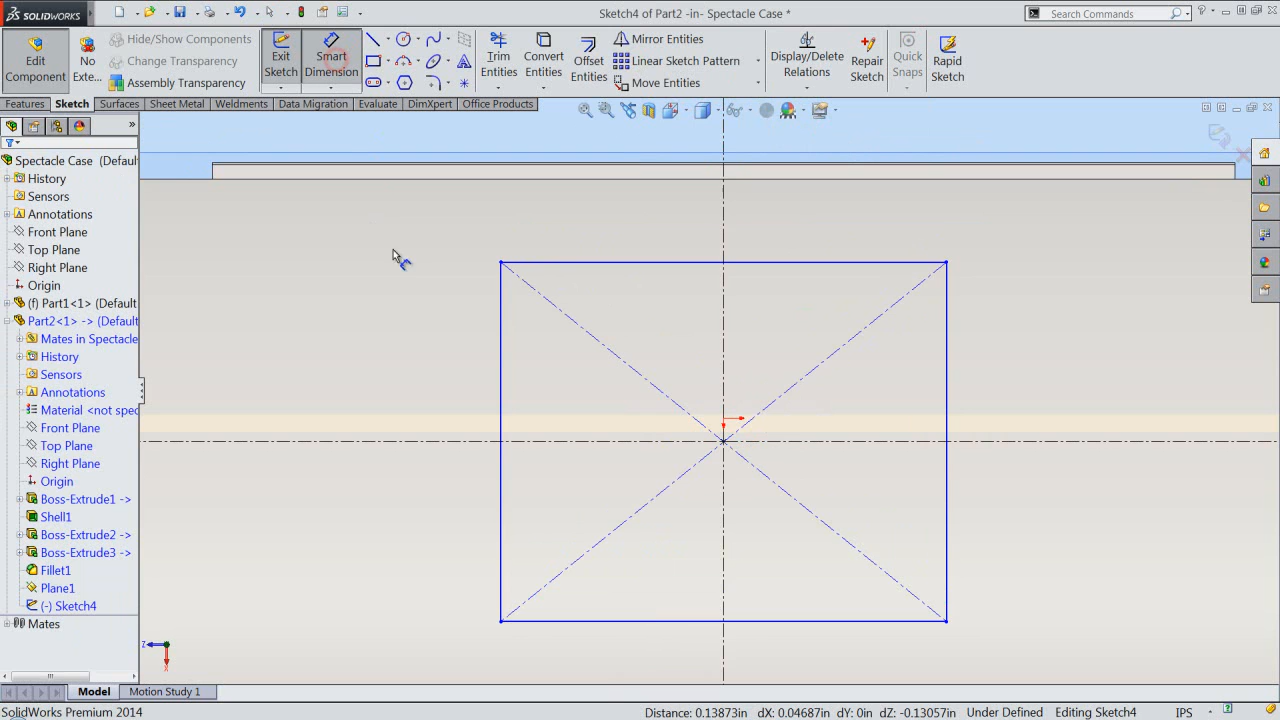 SOLIDWORKS
Sketch4 of Part2 -in- Spectacle Case *
Search Commands
Edit Component
No Exte...
Hide/Show Components
Change Transparency
Assembly Transparency
Exit Sketch
Smart Dimension
Trim Entities
Convert Entities
Offset Entities
Mirror Entities
Linear Sketch Pattern
Move Entities
Display/Delete Relations
Repair Sketch
Quick Snaps
Rapid Sketch
Features
Sketch
Surfaces
Sheet Metal
Weldments
Data Migration
Evaluate
DimXpert
Office Products
Spectacle Case (Defaul
History
Sensors
Annotations
Front Plane
Top Plane
Right Plane
Origin
(f) Part1<1> (Default
Part2<1> -> (Default
Mates in Spectacle
History
Sensors
Annotations
Material <not spec
Front Plane
Top Plane
Right Plane
Origin
Boss-Extrude1 ->
Shell1
Boss-Extrude2 ->
Boss-Extrude3 ->
Fillet1
Plane1
(-) Sketch4
Mates
Z
X
Model
Motion Study 1
SolidWorks Premium 2014
Distance: 0.13873in dX: 0.04687in dY: 0in dZ: -0.13057in Under Defined Editing Sketch4 IPS